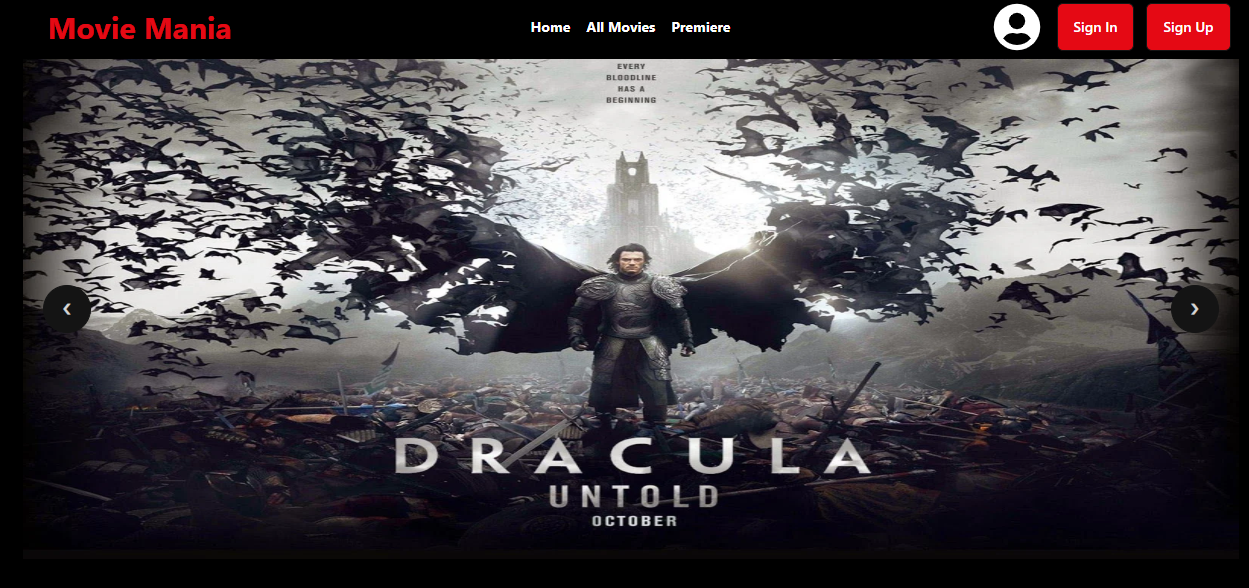 Movie Mania
Home All Movies Premiere
Sign In Sign Up
EVERY
BLOODLINE
HAS A
BEGINNING
DRACULA
UNTOLD
OCTOBER